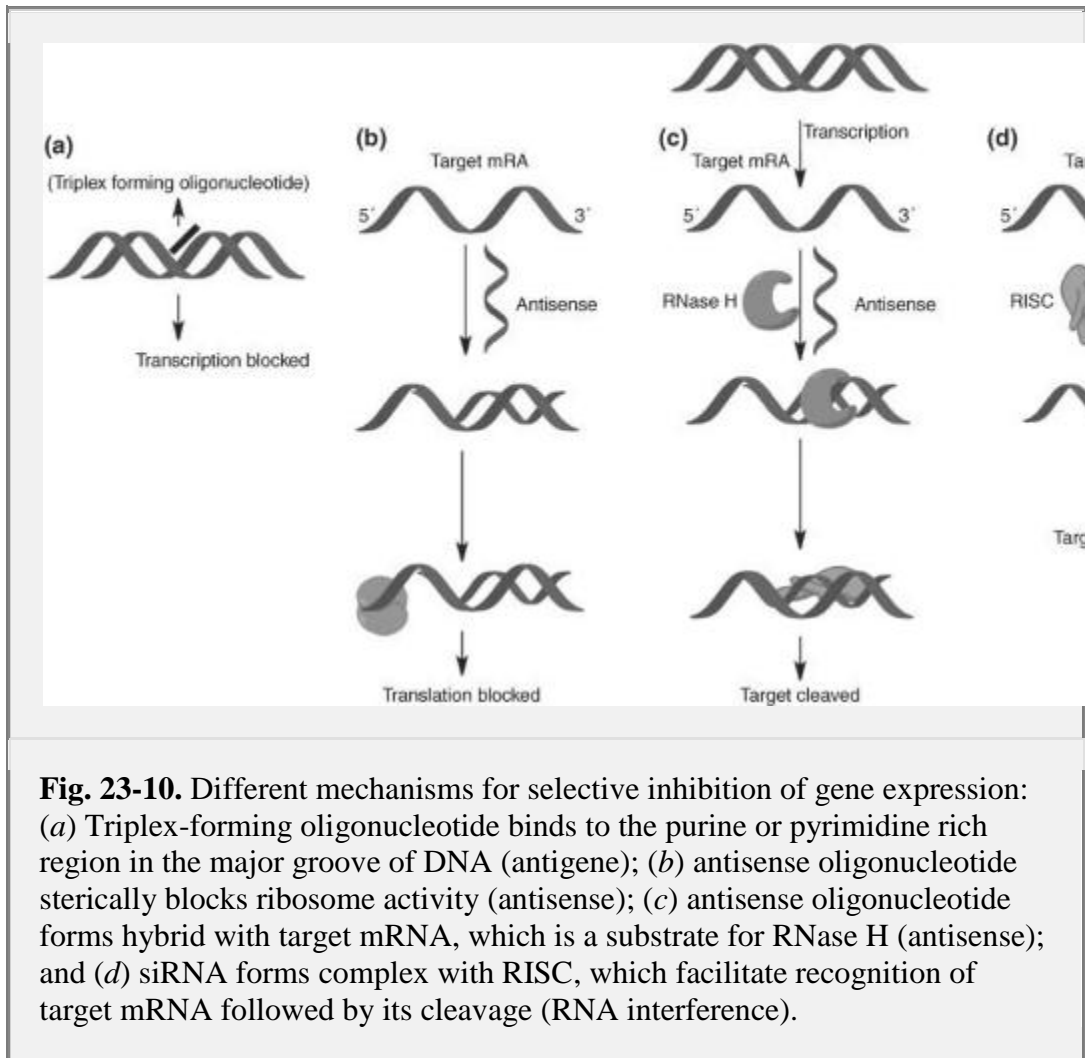 Transcription
(a)
(b)
(c)
(d)
Target mRA
Target mRA
Ta
(Triplex forming oligonucleotide)
5´
3´
5´
3´
5´
RNase H
RISC
Antisense
Antisense
Transcription blocked
Targ
Translation blocked
Target cleaved
Fig. 23-10. Different mechanisms for selective inhibition of gene expression:
(a) Triplex-forming oligonucleotide binds to the purine or pyrimidine rich
region in the major groove of DNA (antigene); (b) antisense oligonucleotide
sterically blocks ribosome activity (antisense); (c) antisense oligonucleotide
forms hybrid with target mRNA, which is a substrate for RNase H (antisense);
and (d) siRNA forms complex with RISC, which facilitate recognition of
target mRNA followed by its cleavage (RNA interference).